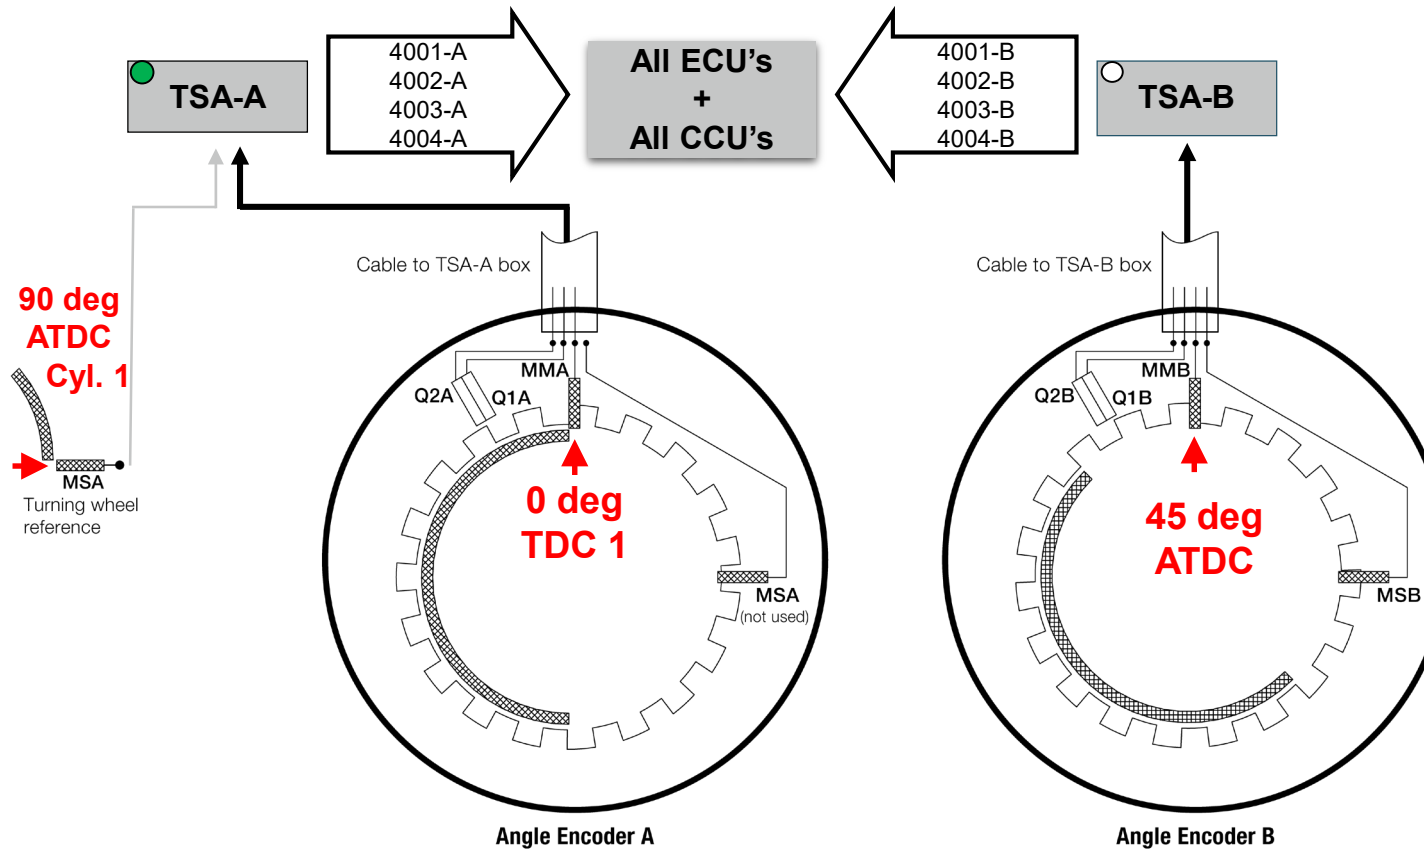 TSA-A
4001-A
4002-A
4003-A
4004-A
All ECU's
+
All CCU's
4001-B
4002-B
4003-B
4004-B
TSA-B
Cable to TSA-A box
Cable to TSA-B box
90 deg
ATDC
Cyl. 1
MSA
Turning wheel
reference
MMA
Q2A
Q1A
0 deg
TDC 1
MSA
(not used)
Angle Encoder A
MMB
Q2B
Q1B
45 deg
ATDC
MSB
Angle Encoder B